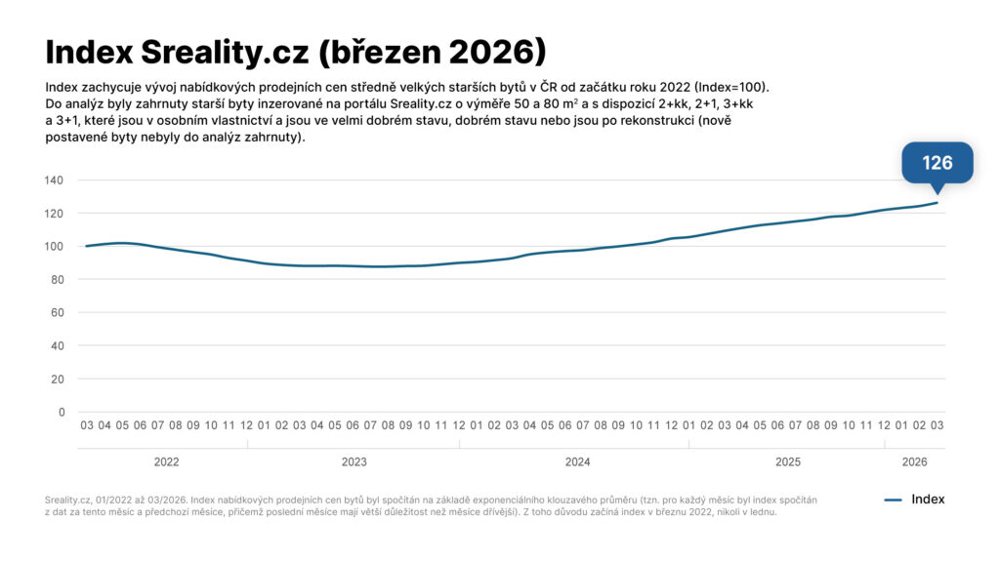 Index Sreality.cz (březen 2026)
Index zachycuje vývoj nabídkových prodejních cen středně velkých starších bytů v ČR od začátku roku 2022 (Index=100).
Do analýz byly zahrnuty starší byty inzerované na portálu Sreality.cz o výměře 50 a 80 m² a s dispozicí 2+kk, 2+1, 3+kk
a 3+1, které jsou v osobním vlastnictví a jsou ve velmi dobrém stavu, dobrém stavu nebo jsou po rekonstrukci (nově
postavené byty nebyly do analýz zahrnuty).
126
140
120
100
80
60
40
20
0
03 04 05 06 07 08 09 10 11 12 01 02 03 04 05 06 07 08 09 10 11 12 01 02 03 04 05 06 07 08 09 10 11 12 01 02 03 04 05 06 07 08 09 10 11 12 01 02 03
2022 2023 2024 2025 2026
Sreality.cz, 01/2022 až 03/2026. Index nabídkových prodejních cen bytů byl spočítán na základě exponenciálního klouzavého průměru (tzn. pro každý měsíc byl index spočítán
z dat za tento měsíc a předchozí měsíce, přičemž poslední měsíce mají větší důležitost než měsíce dřívější). Z toho důvodu začíná index v březnu 2022, nikoli v lednu.
Index